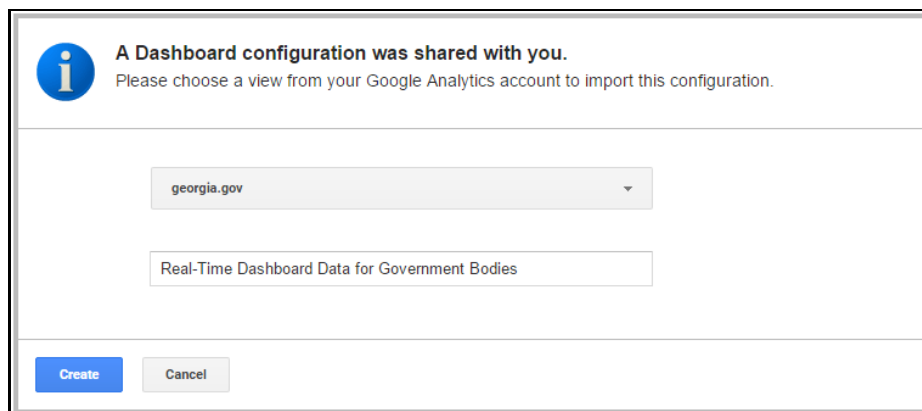 A Dashboard configuration was shared with you.
Please choose a view from your Google Analytics account to import this configuration.
georgia.gov
Real-Time Dashboard Data for Government Bodies
Create
Cancel